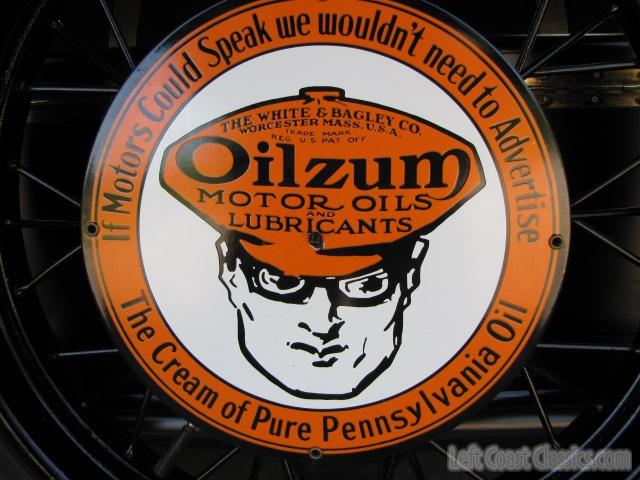 If Motors Could Speak we wouldn't need to Advertise
THE WHITE & BAGLEY CO.
WORCESTER MASS. U.S.A.
TRADE MARK
REG. U.S. PAT. OFF.
Oilzum
MOTOR OILS
AND
LUBRICANTS
The Cream of Pure Pennsylvania Oil
Left Coast Classics.com